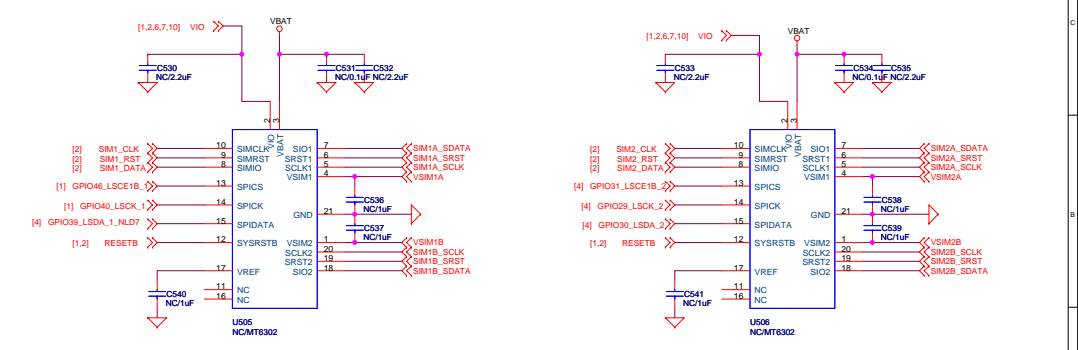 [1,2,6,7,10] VIO
VBAT
C530
NC/2.2uF
C531
NC/0.1uF
C532
NC/2.2uF
2
3
VIO
VBAT
[2] SIM1_CLK
[2] SIM1_RST
[2] SIM1_DATA
[1] GPIO46_LSCE1B_1
[1] GPIO40_LSCK_1
[4] GPIO39_LSDA_1_NLD7
[1,2] RESETB
10 SIMCLK
9 SIMRST
8 SIMIO
13 SPICS
14 SPICK
15 SPIDATA
12 SYSRSTB
17 VREF
11 NC
16 NC
SIO1 7 SIM1A_SDATA
SRST1 6 SIM1A_SRST
SCLK1 5 SIM1A_SCLK
VSIM1 4 VSIM1A
C536
NC/1uF
GND 21
C537
NC/1uF
VSIM2 1 VSIM1B
SCLK2 20 SIM1B_SCLK
SRST2 19 SIM1B_SRST
SIO2 18 SIM1B_SDATA
C540
NC/1uF
U505
NC/MT6302
[1,2,6,7,10] VIO
VBAT
C533
NC/2.2uF
C534
NC/0.1uF
C535
NC/2.2uF
2
3
VIO
VBAT
[2] SIM2_CLK
[2] SIM2_RST
[2] SIM2_DATA
[4] GPIO31_LSCE1B_2
[4] GPIO29_LSCK_2
[4] GPIO30_LSDA_2
[1,2] RESETB
10 SIMCLK
9 SIMRST
8 SIMIO
13 SPICS
14 SPICK
15 SPIDATA
12 SYSRSTB
17 VREF
11 NC
16 NC
SIO1 7 SIM2A_SDATA
SRST1 6 SIM2A_SRST
SCLK1 5 SIM2A_SCLK
VSIM1 4 VSIM2A
C538
NC/1uF
GND 21
C539
NC/1uF
VSIM2 1 VSIM2B
SCLK2 20 SIM2B_SCLK
SRST2 19 SIM2B_SRST
SIO2 18 SIM2B_SDATA
C541
NC/1uF
U506
NC/MT6302
C
B